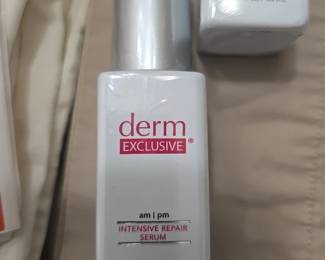 derm
EXCLUSIVE®
am | pm
INTENSIVE REPAIR
SERUM